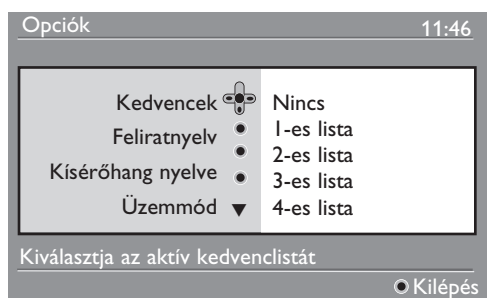 Opciók 11:46
Kedvencek Nincs
Feliratnyelv 1-es lista
2-es lista
Kísérőhang nyelve 3-es lista
Üzemmód 4-es lista
Kiválasztja az aktív kedvenclistát
Kilépés